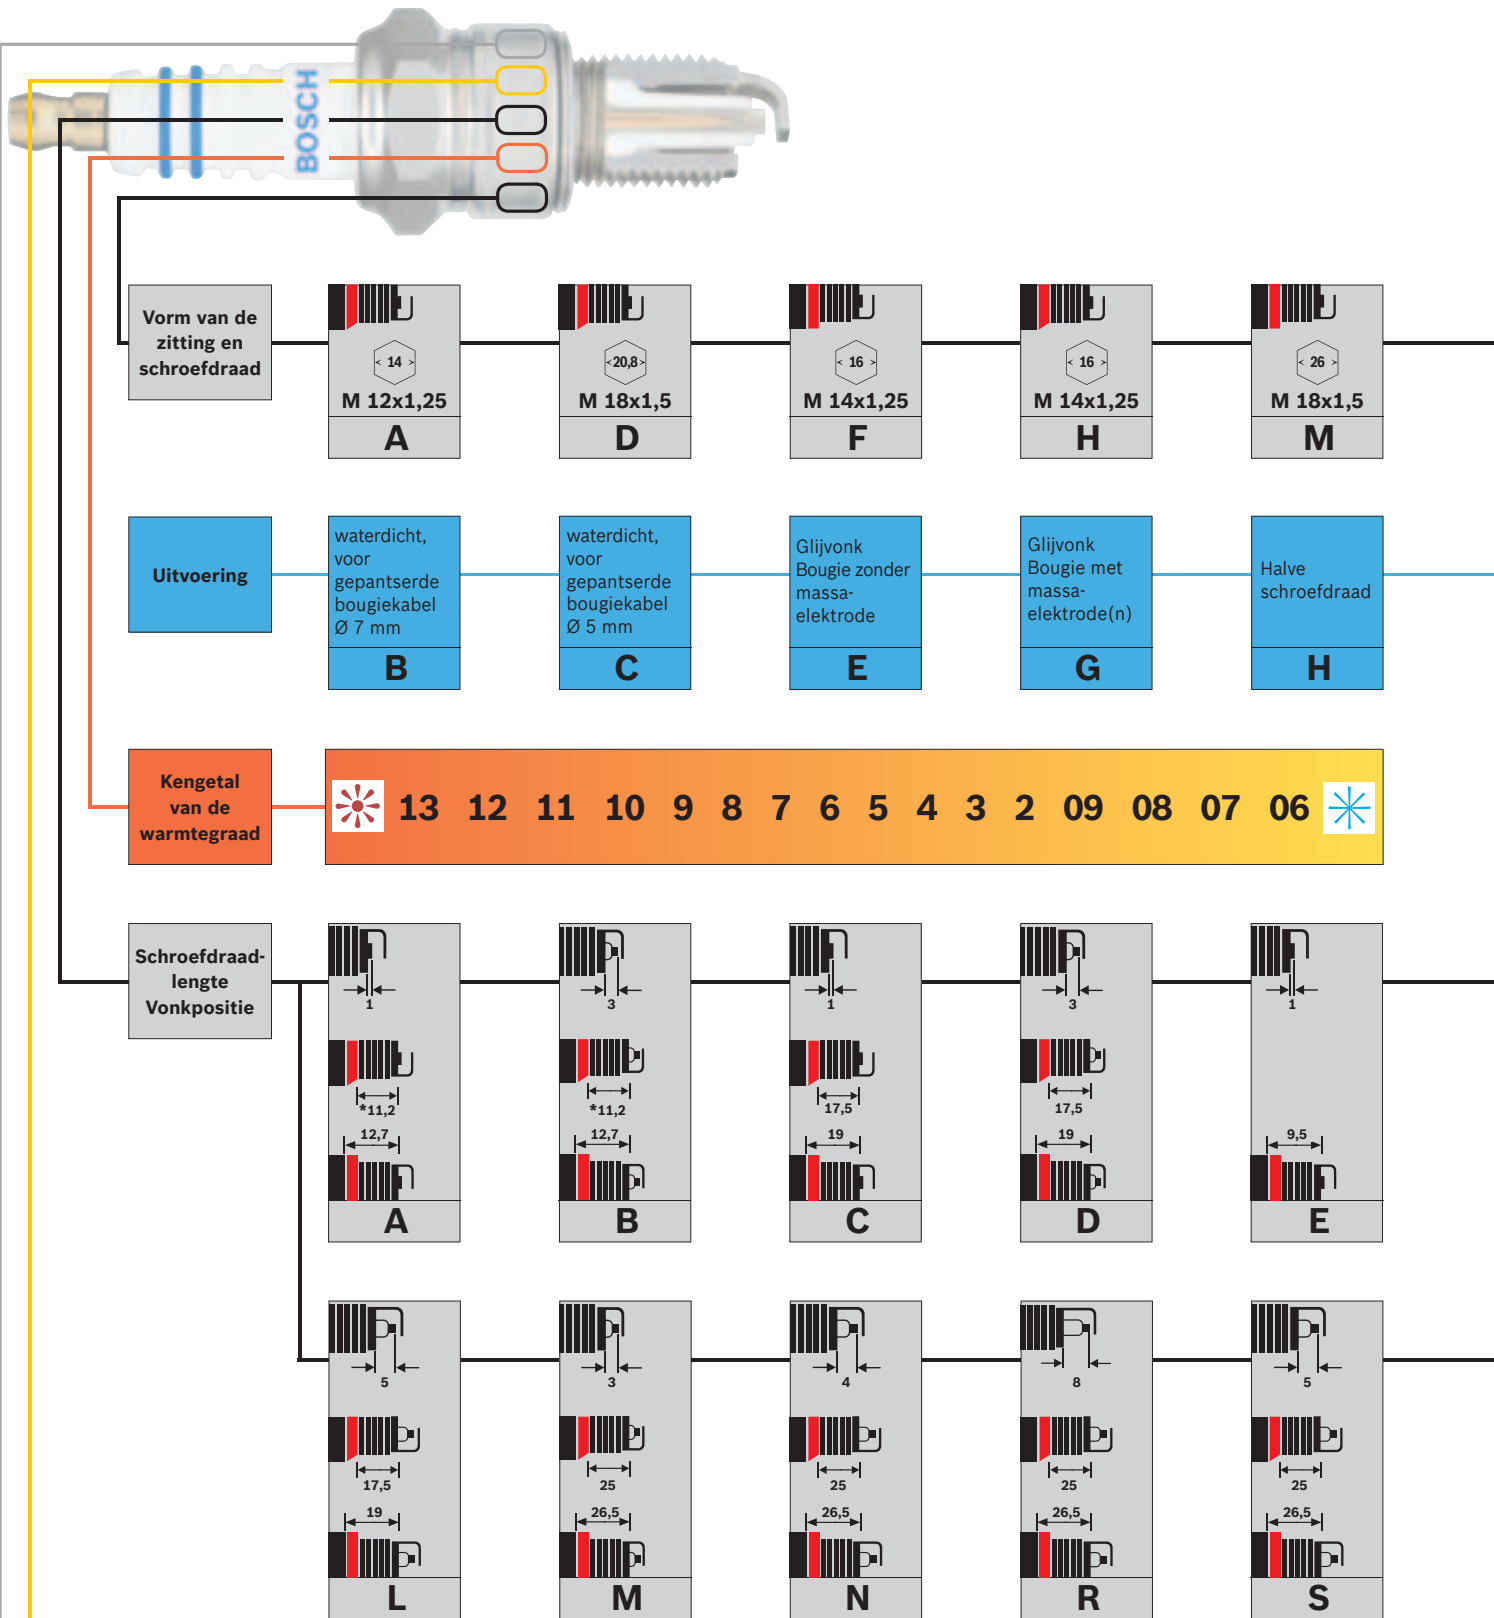 BOSCH
Vorm van de
zitting en
schroefdraad
< 14 >
M 12x1,25
A
<20,8>
M 18x1,5
D
< 16 >
M 14x1,25
F
< 16 >
M 14x1,25
H
< 26 >
M 18x1,5
M
Uitvoering
waterdicht,
voor
gepantserde
bougiekabel
Ø 7 mm
B
waterdicht,
voor
gepantserde
bougiekabel
Ø 5 mm
C
Glijvonk
Bougie zonder
massa-
elektrode
E
Glijvonk
Bougie met
massa-
elektrode(n)
G
Halve
schroefdraad
H
Kengetal
van de
warmtegraad
13 12 11 10 9 8 7 6 5 4 3 2 09 08 07 06
Schroefdraad-
lengte
Vonkpositie
1
*11,2
12,7
A
3
*11,2
12,7
B
1
17,5
19
C
3
17,5
19
D
1
9,5
E
5
17,5
19
L
3
25
26,5
M
4
25
26,5
N
8
25
26,5
R
5
25
26,5
S